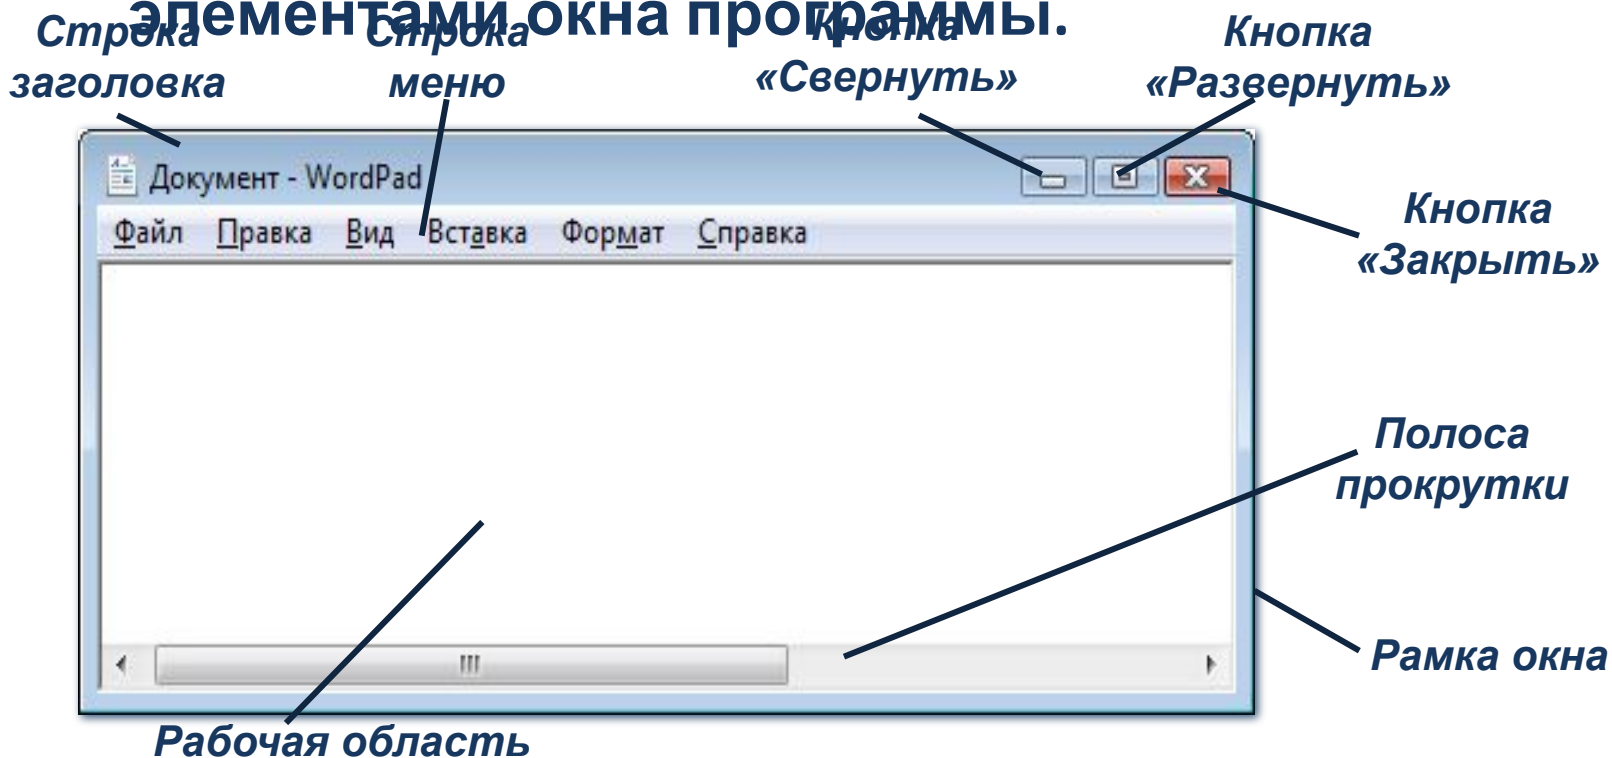 элементами окна программы.
Строка
заголовка
Строка
меню
Кнопка
«Свернуть»
Кнопка
«Развернуть»
Документ - WordPad
Файл Правка Вид Вставка Формат Справка
Кнопка
«Закрыть»
Полоса
прокрутки
Рамка окна
Рабочая область